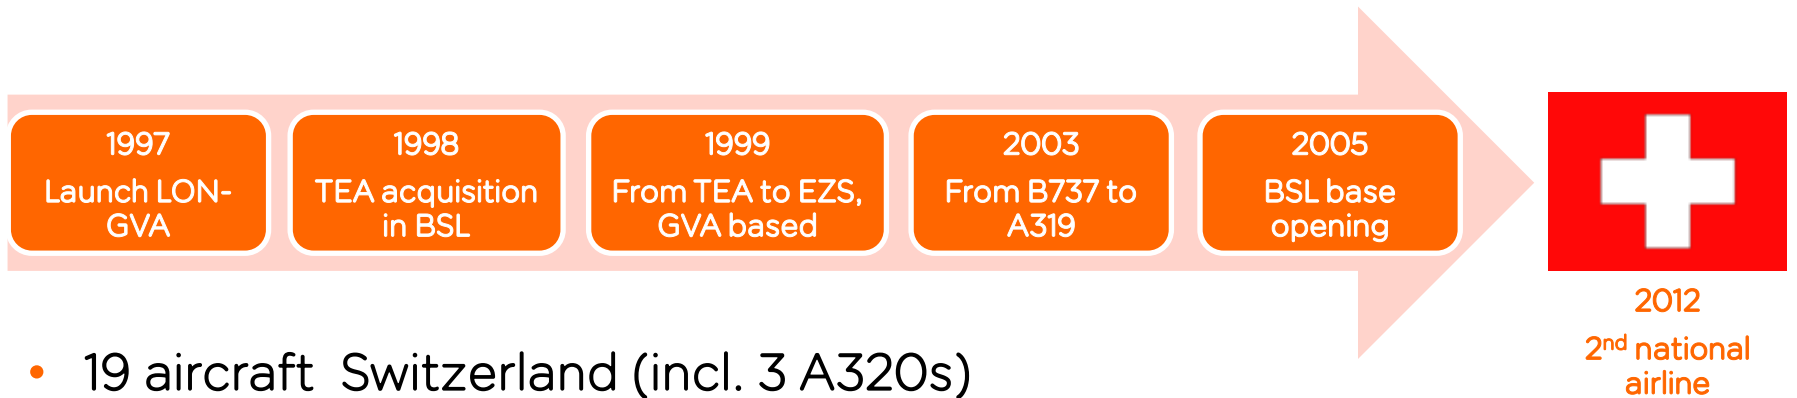 1997
Launch LON-
GVA
1998
TEA acquisition
in BSL
1999
From TEA to EZS,
GVA based
2003
From B737 to
A319
2005
BSL base
opening
2012
2nd national
airline
• 19 aircraft  Switzerland (incl. 3 A320s)